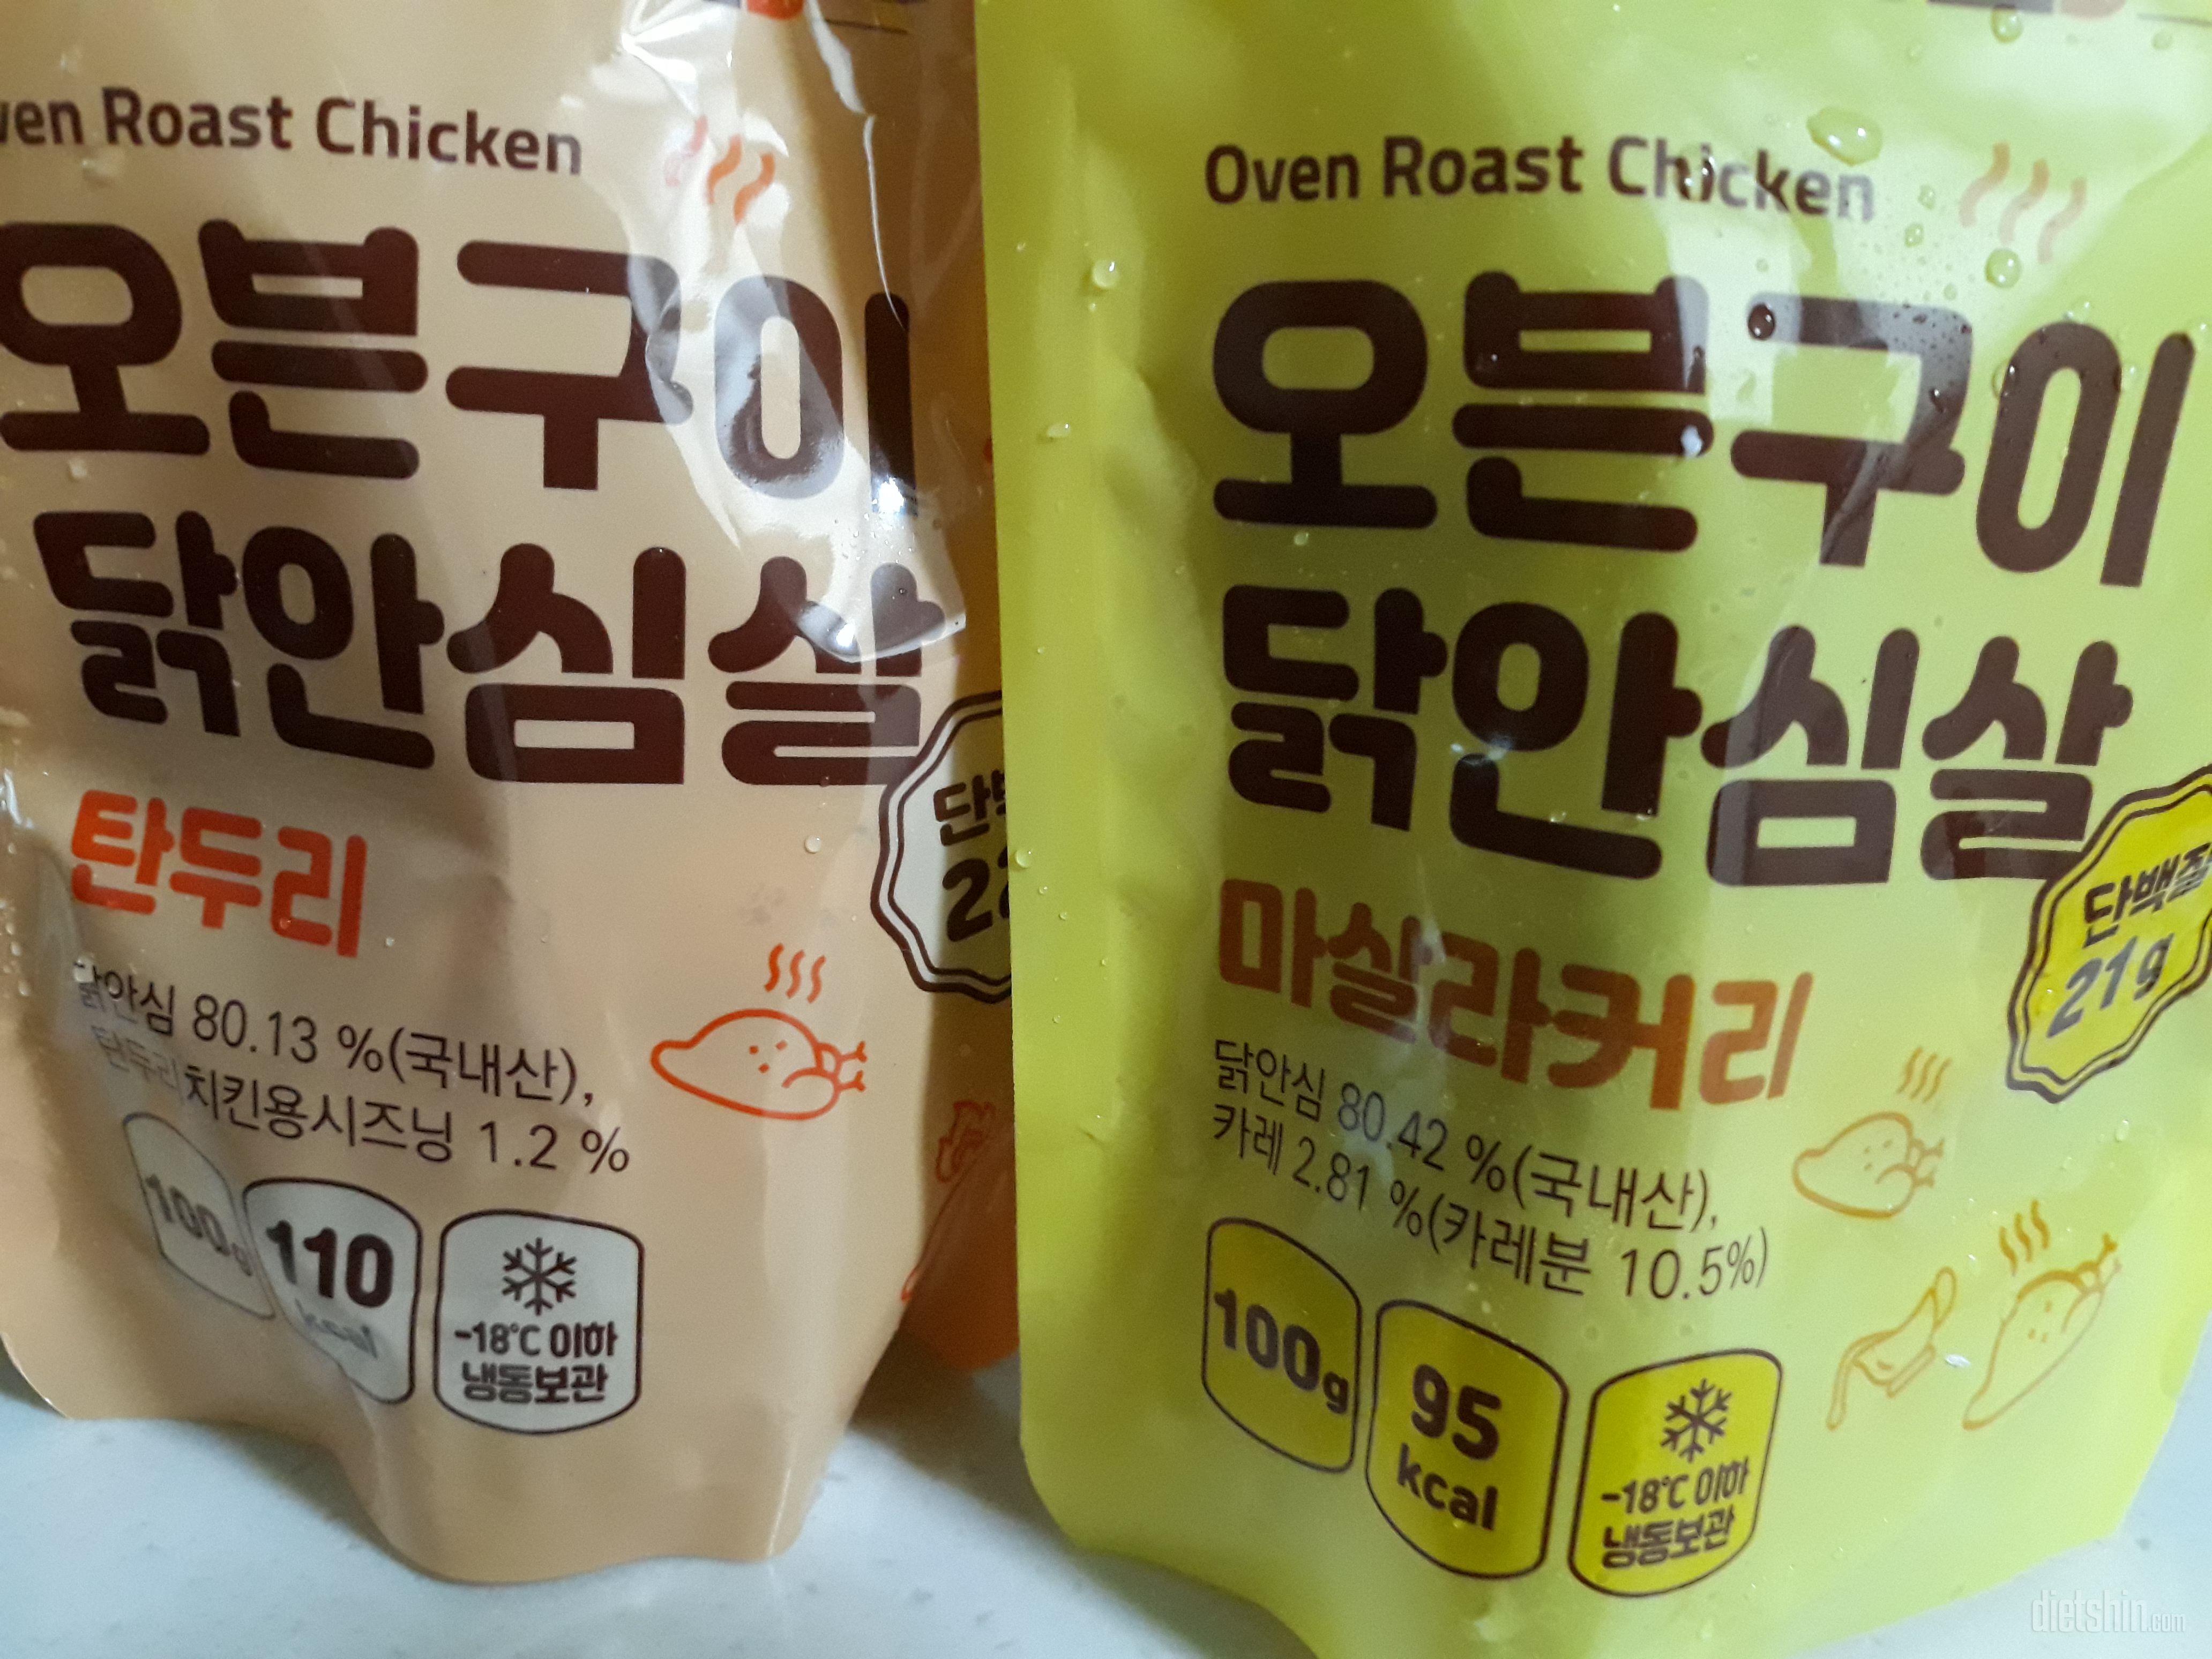 Roast Chicken
오븐구이
닭안심살
탄두리
닭안심 80.13 %(국내산),
탄두리치킨용시즈닝 1.2 %
100g
110
kcal
-18℃ 이하
냉동보관
Oven Roast Chicken
오븐구이
닭안심살
단백질
21g
마살라커리
닭안심 80.42 %(국내산),
카레 2.81 %(카레분 10.5%)
100g
95
kcal
-18℃ 이하
냉동보관
dietshin.com